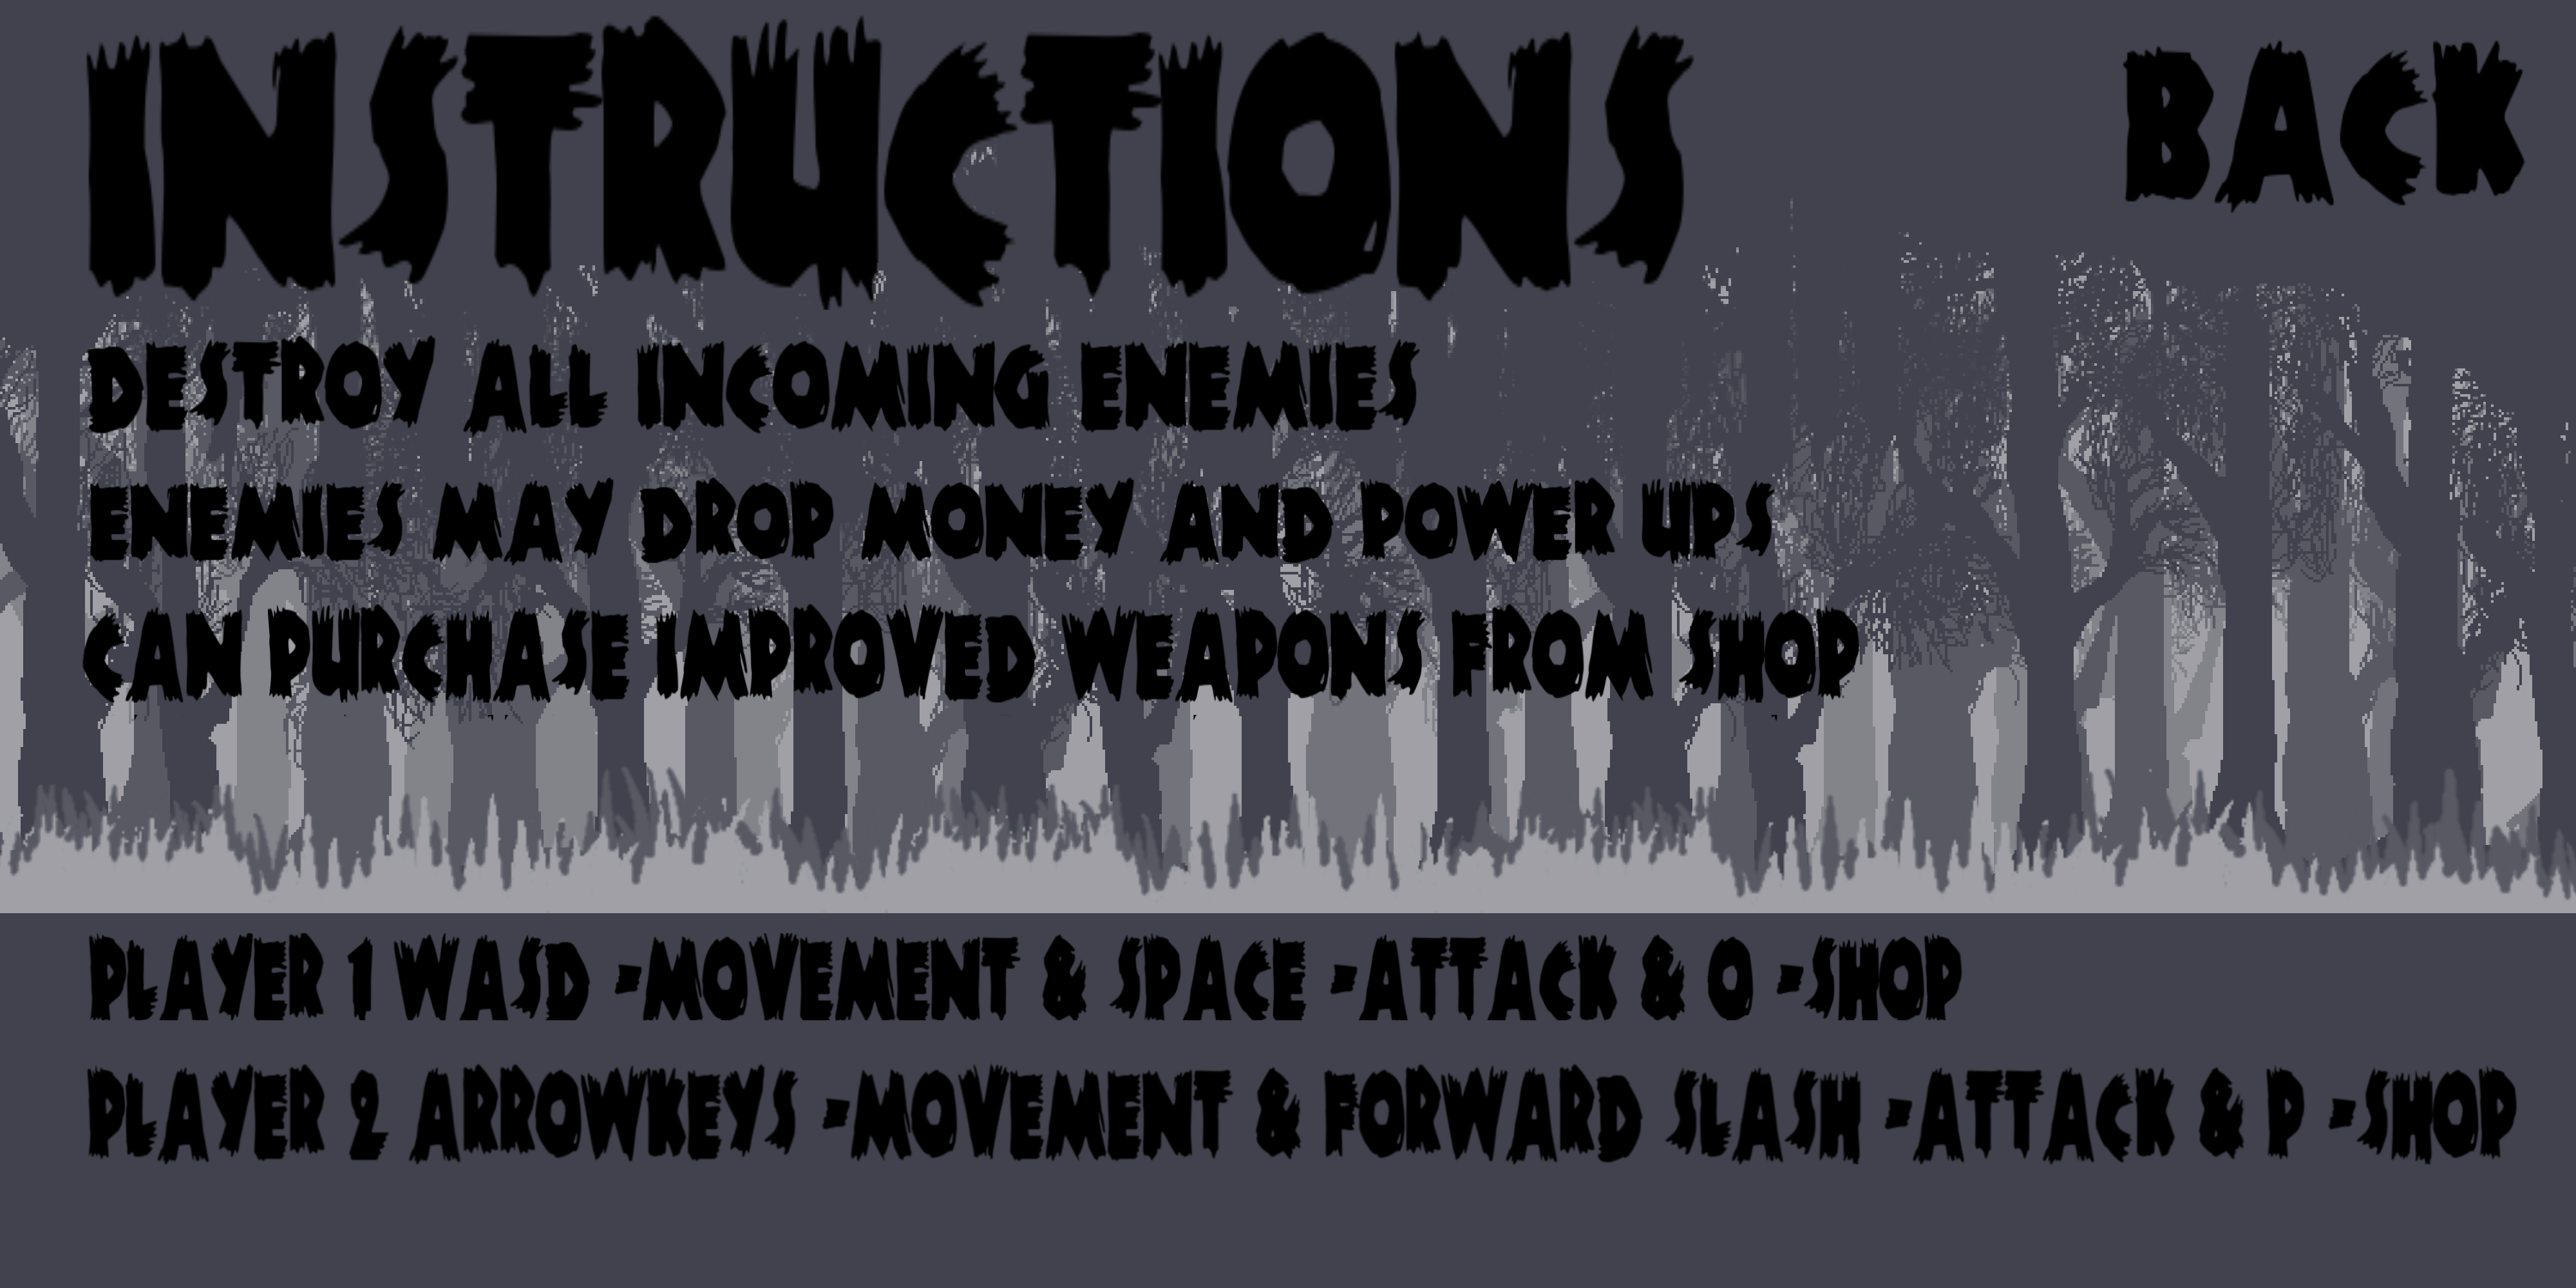 INSTRUCTIONS
BACK
DESTROY ALL INCOMING ENEMIES
ENEMIES MAY DROP MONEY AND POWER UPS
CAN PURCHASE IMPROVED WEAPONS FROM SHOP
PLAYER 1 WASD -MOVEMENT & SPACE -ATTACK & O -SHOP
PLAYER 2 ARROWKEYS -MOVEMENT & FORWARD SLASH -ATTACK & P -SHOP